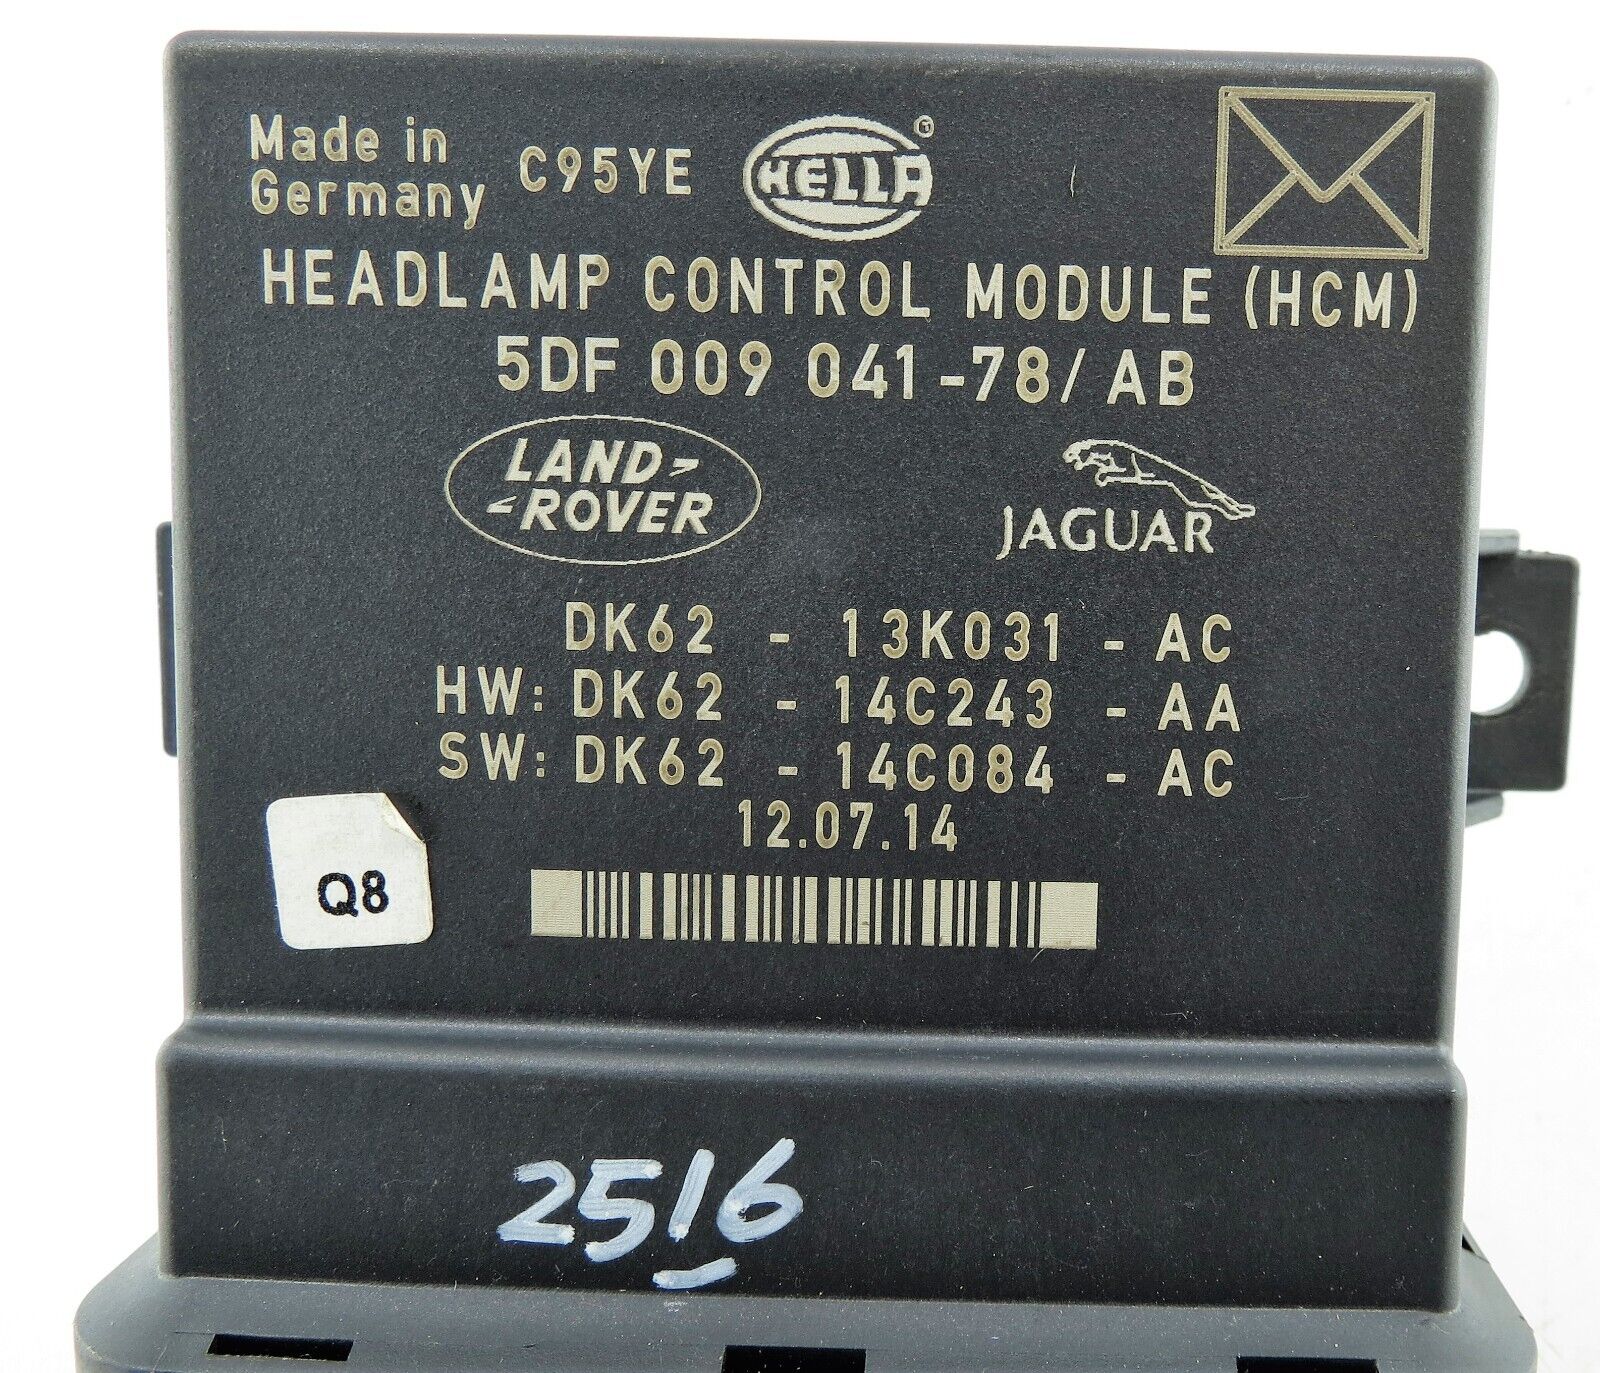 Made in
Germany
C95YE
HELLA
HEADLAMP CONTROL MODULE (HCM)
5DF 009 041-78/AB
LAND
ROVER
JAGUAR
DK62 - 13K031 - AC
HW: DK62 - 14C243 - AA
SW: DK62 - 14C084 - AC
12.07.14
Q8
2516